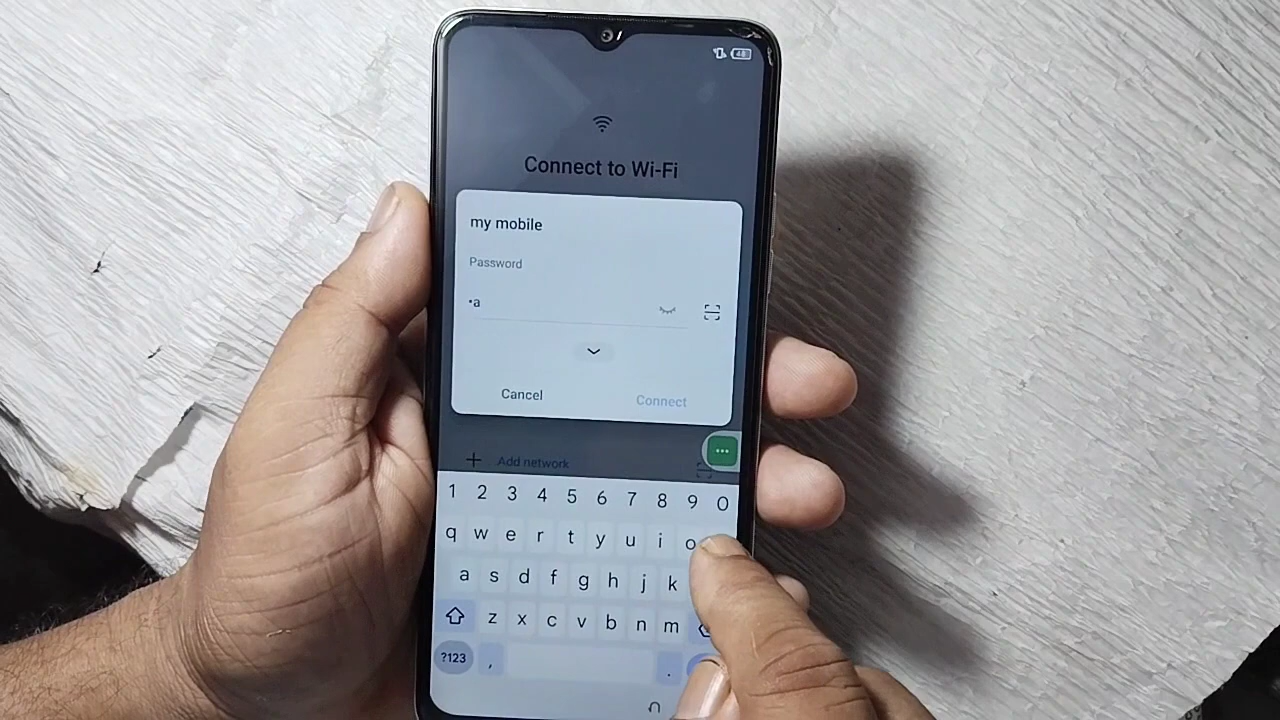 48
Connect to Wi-Fi
my mobile
Password
•a
Cancel
Connect
Add network
1 2 3 4 5 6 7 8 9 0
q w e r t y u i o
a s d f g h j k
z x c v b n m
?123 , .